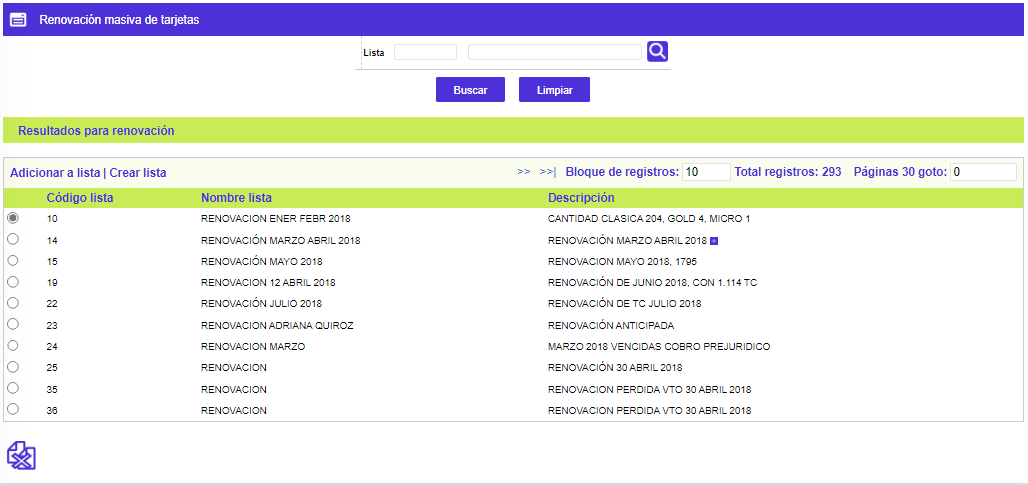 Renovación masiva de tarjetas
Lista
Buscar Limpiar
Resultados para renovación
Adicionar a lista | Crear lista >> >>| Bloque de registros: 10 Total registros: 293 Páginas 30 goto: 0
Código lista Nombre lista Descripción
10 RENOVACION ENER FEBR 2018 CANTIDAD CLASICA 204, GOLD 4, MICRO 1
14 RENOVACIÓN MARZO ABRIL 2018 RENOVACIÓN MARZO ABRIL 2018
15 RENOVACIÓN MAYO 2018 RENOVACION MAYO 2018, 1795
19 RENOVACION 12 ABRIL 2018 RENOVACIÓN DE JUNIO 2018, CON 1.114 TC
22 RENOVACIÓN JULIO 2018 RENOVACIÓN DE TC JULIO 2018
23 RENOVACION ADRIANA QUIROZ RENOVACIÓN ANTICIPADA
24 RENOVACION MARZO MARZO 2018 VENCIDAS COBRO PREJURIDICO
25 RENOVACION RENOVACIÓN 30 ABRIL 2018
35 RENOVACION RENOVACION PERDIDA VTO 30 ABRIL 2018
36 RENOVACION RENOVACION PERDIDA VTO 30 ABRIL 2018